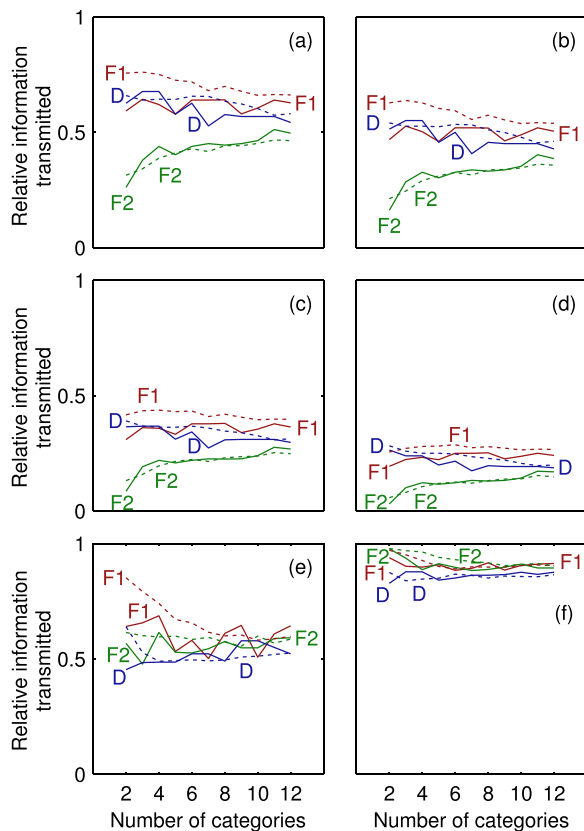 1
(a)
(b)
F1
F1
D
F1
D
0.5
F1
Relative information
transmitted
D
D
F2
F2
F2
F2
0
1
(c)
(d)
F1
D
0.5
F1
F1
D
F1
Relative information
transmitted
F2
F2
D
F2
F2
0
1
(e)
F2
F2
F1
F1
F1
F1
D
D
(f)
F2
F2
0.5
D
D
Relative information
transmitted
0
2 4 6 8 10 12
2 4 6 8 10 12
Number of categories
Number of categories